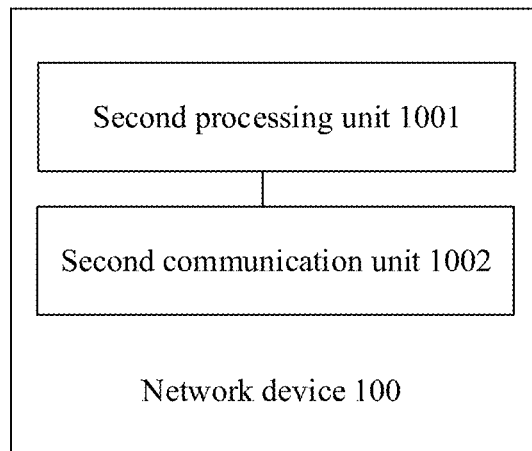 Second processing unit 1001
Second communication unit 1002
Network device 100